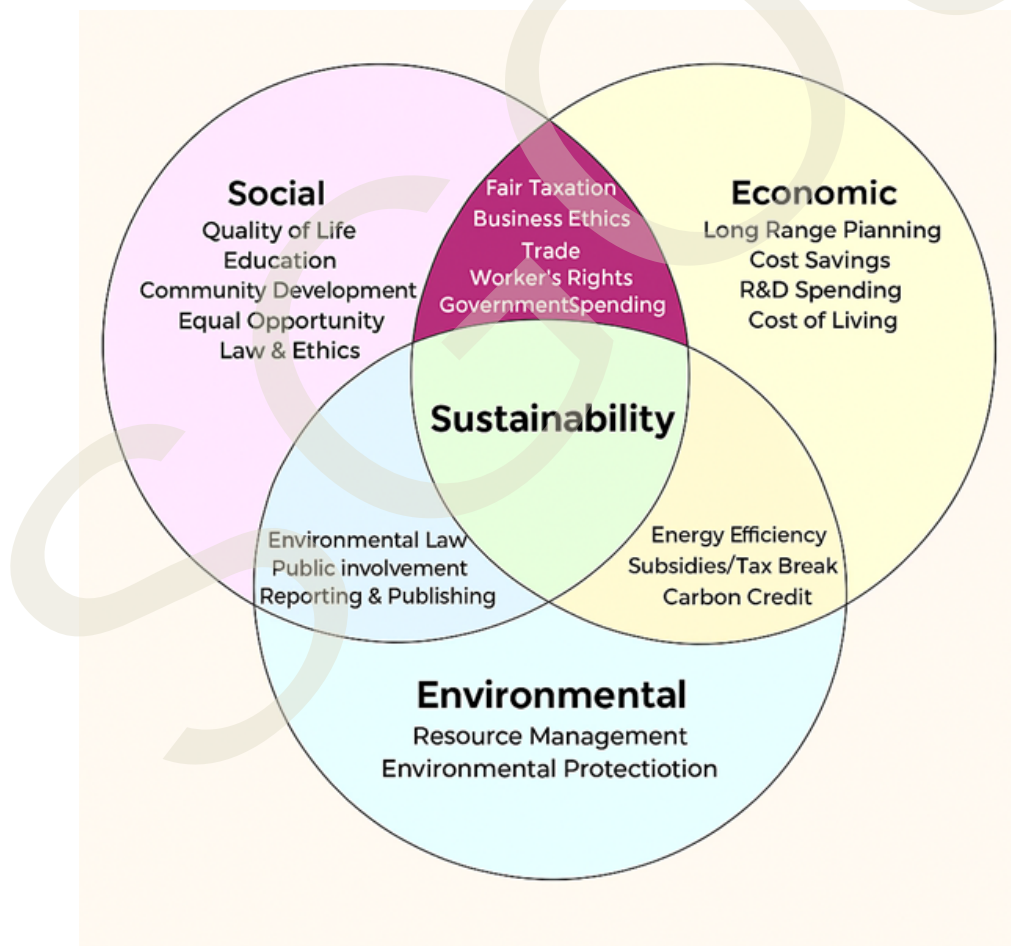 Social
Quality of Life
Education
Community Development
Equal Opportunity
Law & Ethics
Fair Taxation
Business Ethics
Trade
Worker's Rights
GovernmentSpending
Economic
Long Range Pianning
Cost Savings
R&D Spending
Cost of Living
Sustainability
Environmental Law
Public involvement
Reporting & Publishing
Energy Efficiency
Subsidies/Tax Break
Carbon Credit
Environmental
Resource Management
Environmental Protectiotion